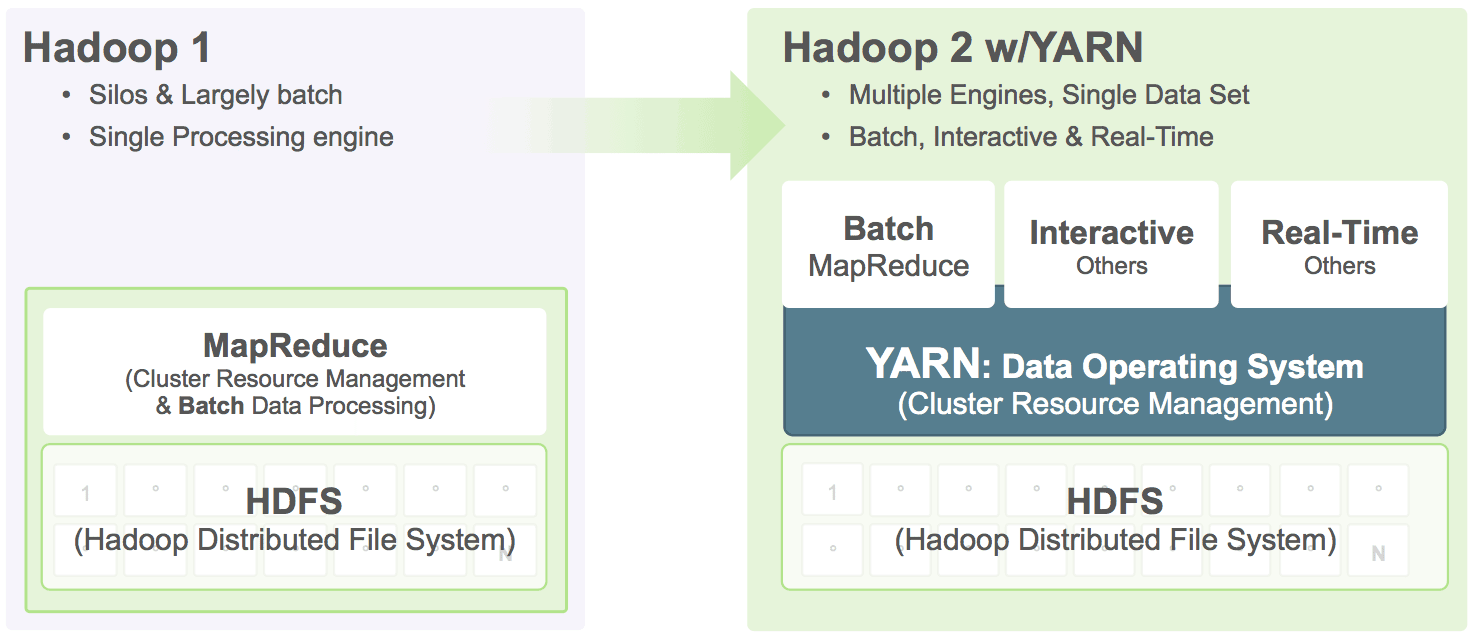 Hadoop 1
• Silos & Largely batch
• Single Processing engine
MapReduce
(Cluster Resource Management
& Batch Data Processing)
1 ° ° ° ° ° °
HDFS
(Hadoop Distributed File System)
N
Hadoop 2 w/YARN
• Multiple Engines, Single Data Set
• Batch, Interactive & Real-Time
Batch
MapReduce
Interactive
Others
Real-Time
Others
YARN: Data Operating System
(Cluster Resource Management)
1 ° ° ° ° ° ° ° °
HDFS
(Hadoop Distributed File System)
° N